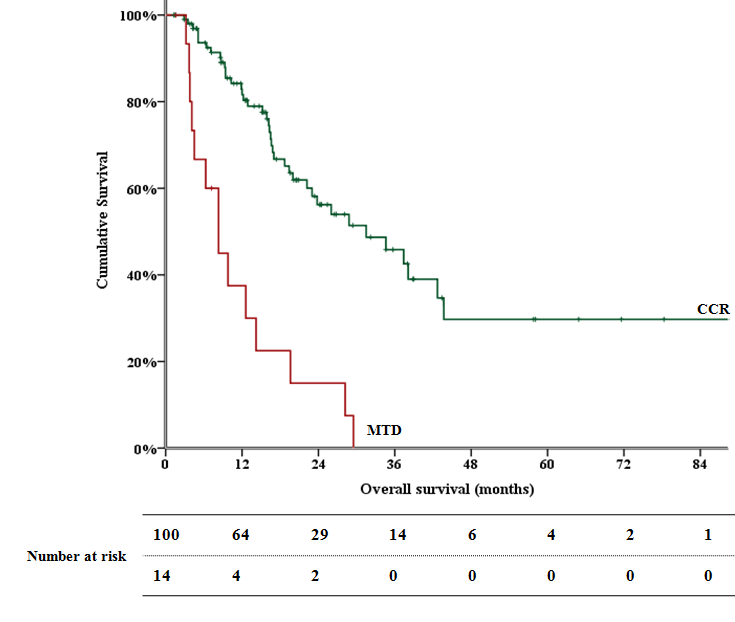 100%
80%
60%
40%
20%
0%
Cumulative Survival
CCR
MTD
0 12 24 36 48 60 72 84
Overall survival (months)
100 64 29 14 6 4 2 1
Number at risk
14 4 2 0 0 0 0 0